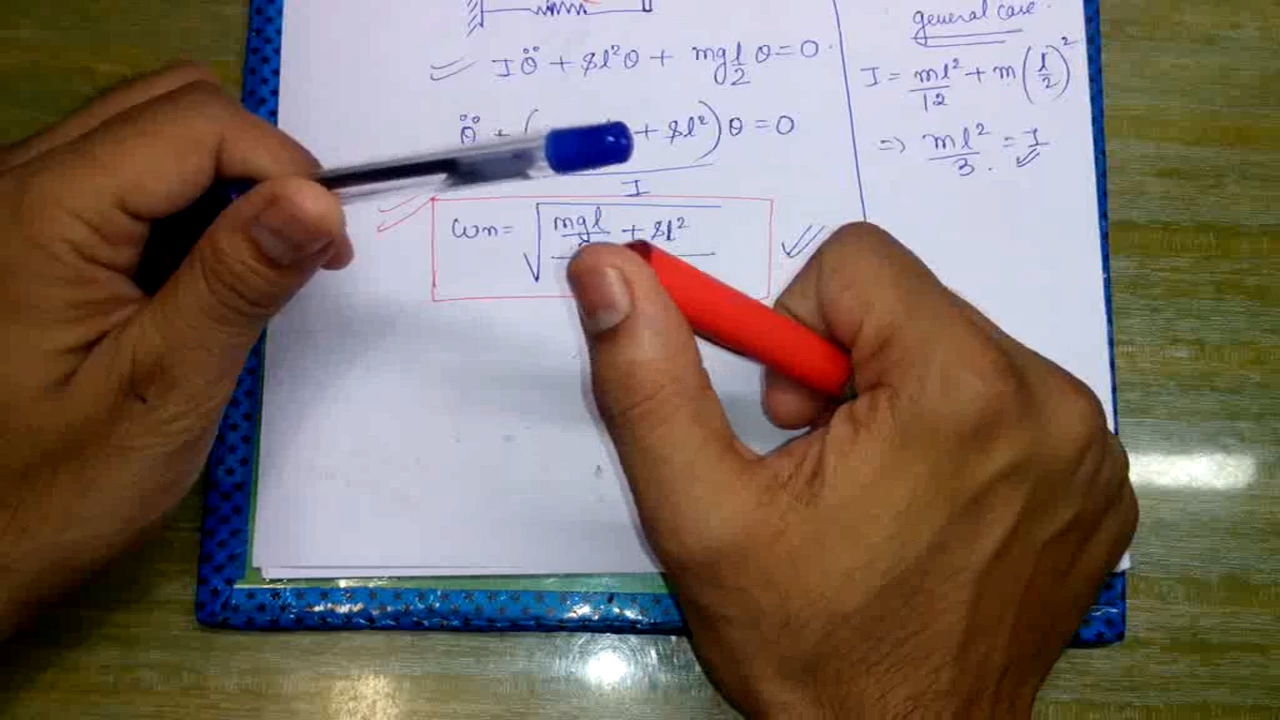 Iθ̈ + sl²θ + mg l/2 θ = 0.
θ̈ + ( + sl²) θ = 0
I
ωn = √ mgl + sl²
general case.
I = ml²/12 + m(l/2)²
⇒ ml²/3. = I